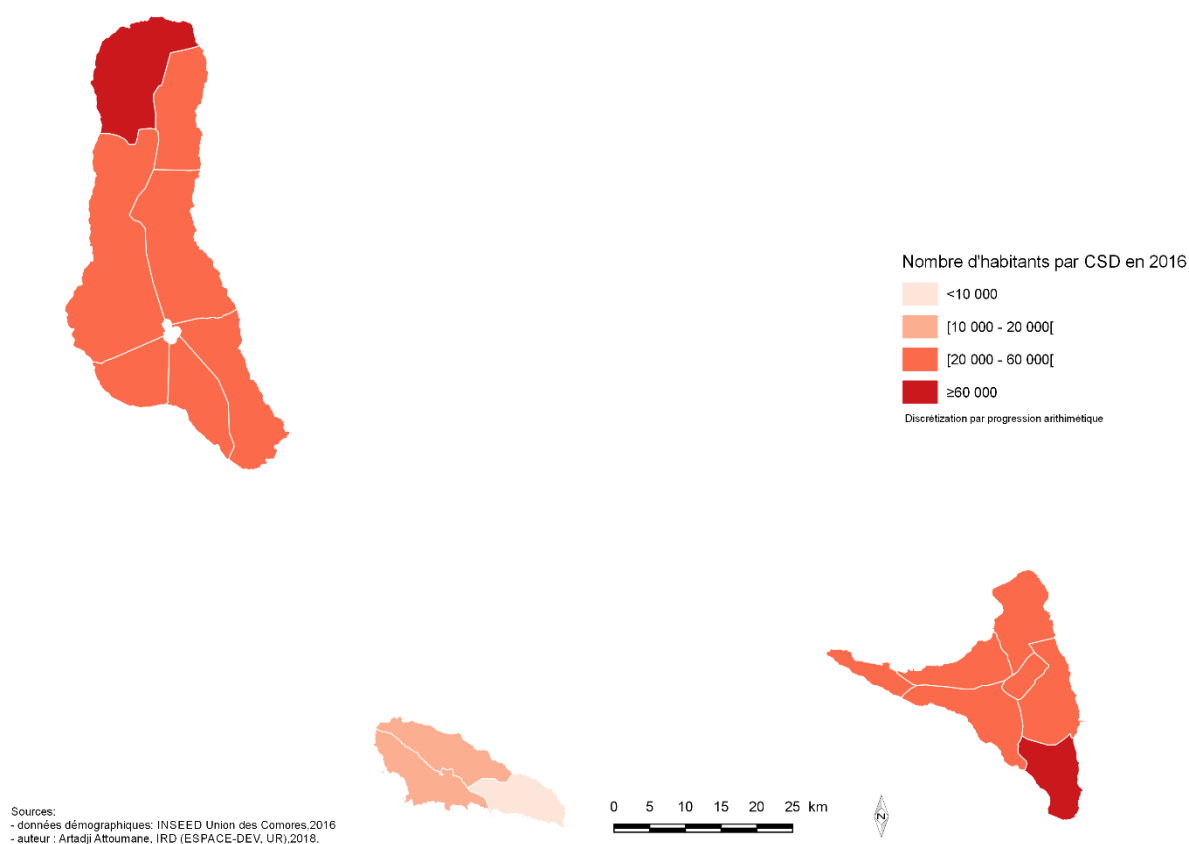 Nombre d'habitants par CSD en 2016
<10 000
[10 000 - 20 000[
[20 000 - 60 000[
≥60 000
Discrétization par progression arithimétique
0 5 10 15 20 25 km
N
Sources:
- données démographiques: INSEED Union des Comores,2016
- auteur : Artadji Attoumane, IRD (ESPACE-DEV, UR),2018.